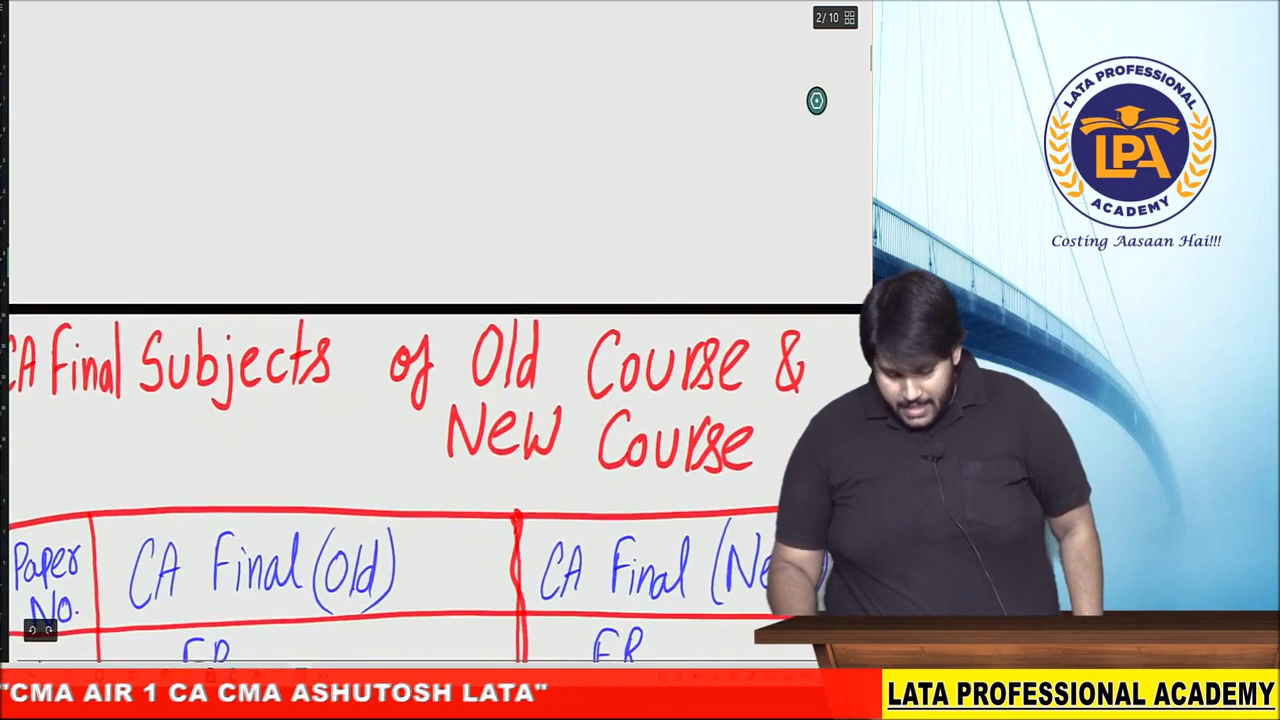 2/10
LATA PROFESSIONAL
LPA
ACADEMY
Costing Aasaan Hai!!!
CA Final Subjects of Old Course &
New Course
Paper No.
CA Final (Old)
CA Final (Ne
FR
FR
"CMA AIR 1 CA CMA ASHUTOSH LATA"
LATA PROFESSIONAL ACADEMY